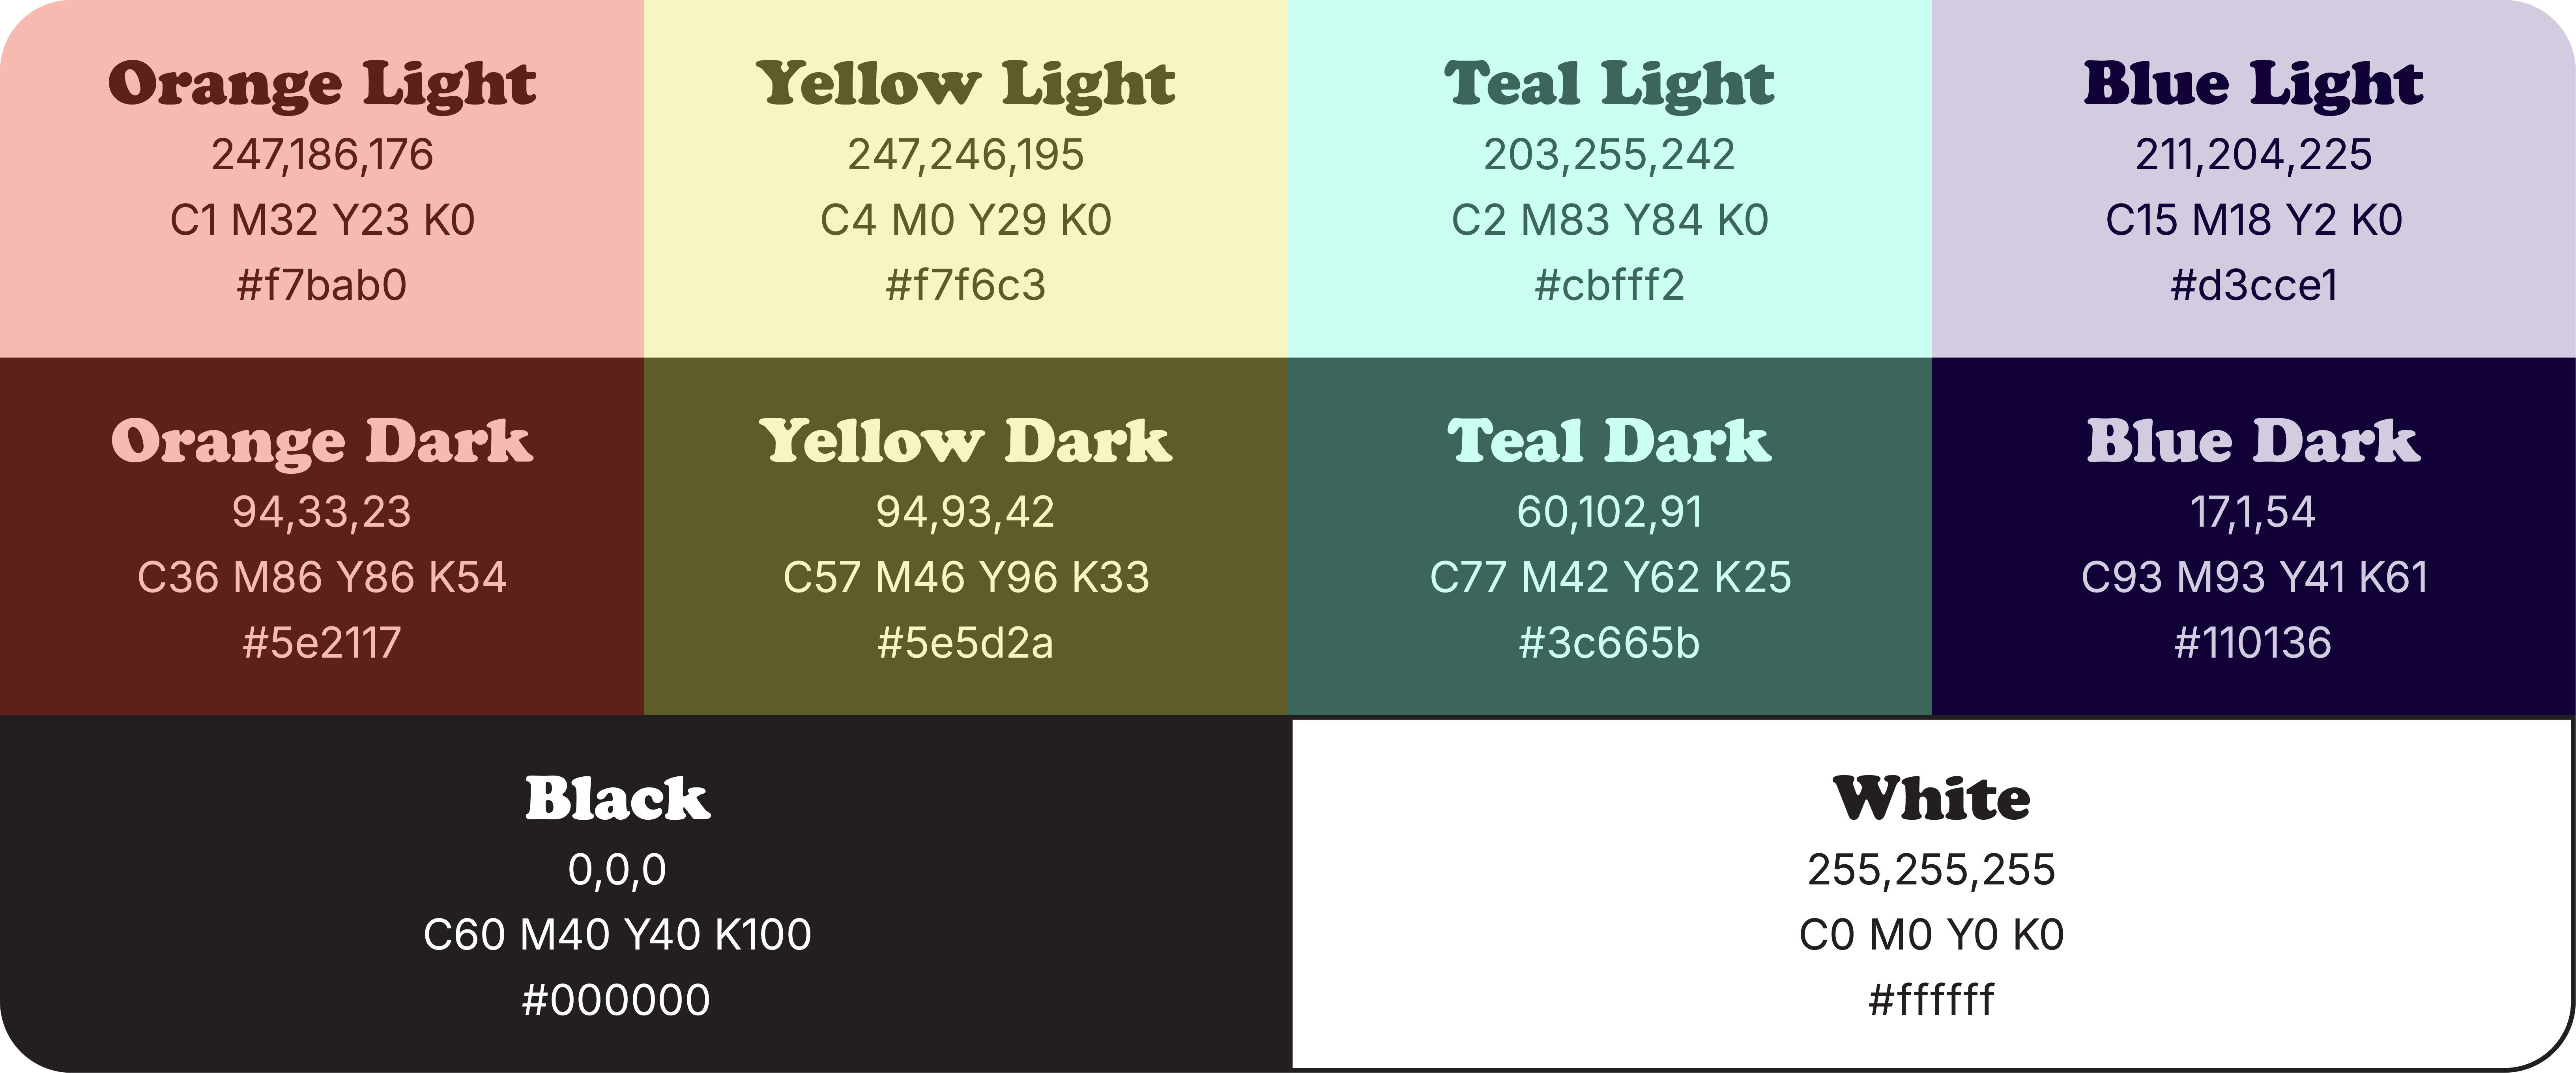 Orange Light
247,186,176
C1 M32 Y23 K0
#f7bab0
Yellow Light
247,246,195
C4 M0 Y29 K0
#f7f6c3
Teal Light
203,255,242
C2 M83 Y84 K0
#cbfff2
Blue Light
211,204,225
C15 M18 Y2 K0
#d3cce1
Orange Dark
94,33,23
C36 M86 Y86 K54
#5e2117
Yellow Dark
94,93,42
C57 M46 Y96 K33
#5e5d2a
Teal Dark
60,102,91
C77 M42 Y62 K25
#3c665b
Blue Dark
17,1,54
C93 M93 Y41 K61
#110136
Black
0,0,0
C60 M40 Y40 K100
#000000
White
255,255,255
C0 M0 Y0 K0
#ffffff